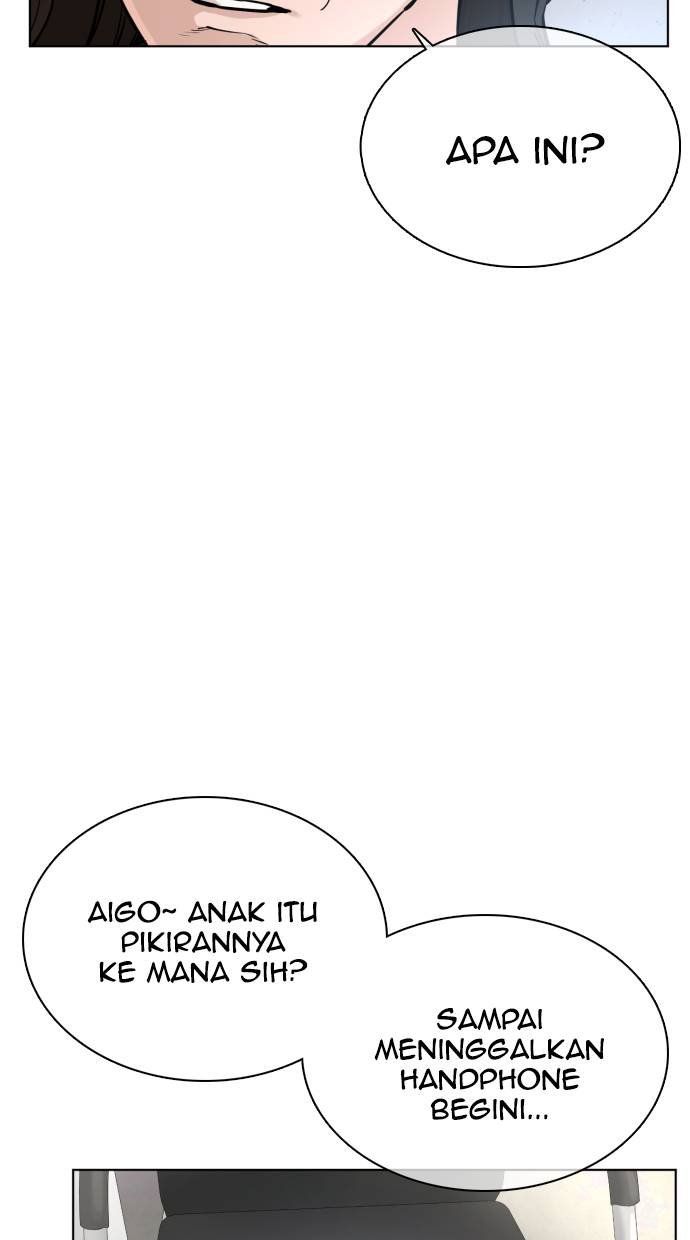 APA INI?
AIGO~ ANAK ITU
PIKIRANNYA
KE MANA SIH?
SAMPAI
MENINGGALKAN
HANDPHONE
BEGINI...